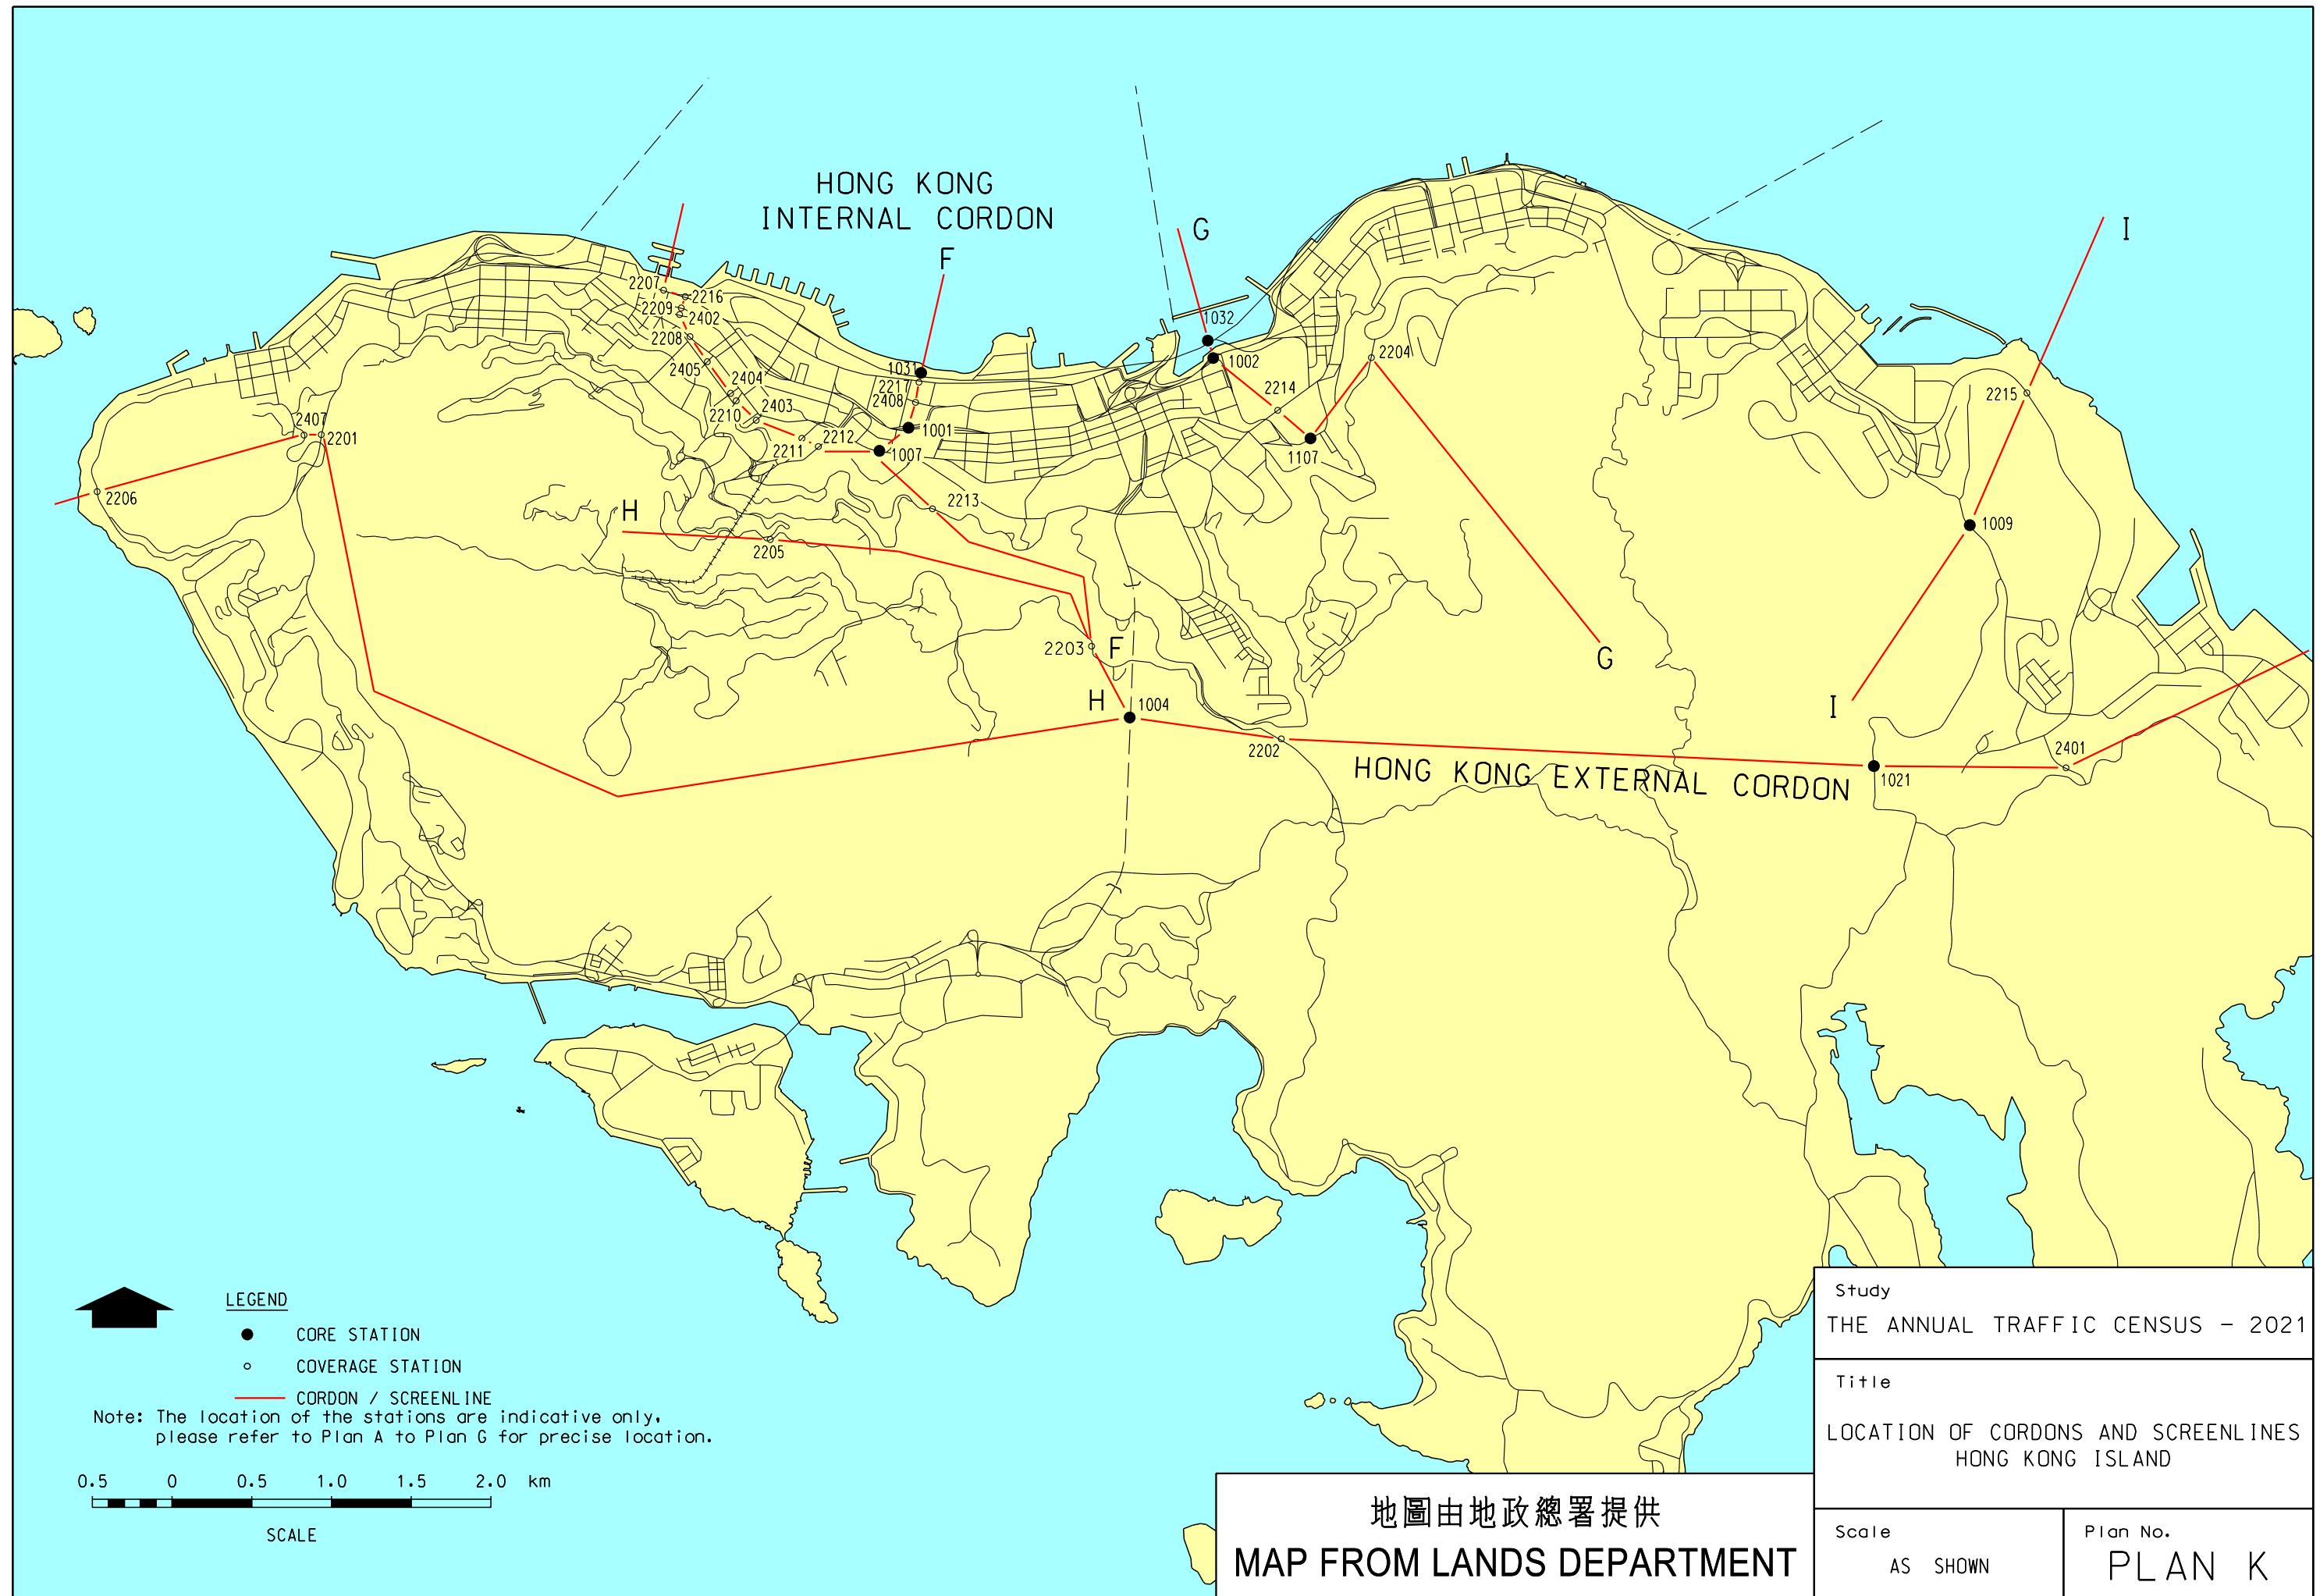 HONG KONG
INTERNAL CORDON
F
G
I
1032
2207
2216
2209
2402
2208
2405
2404
2210
2403
1031
2217
2408
1001
1002
2204
2214
1107
2215
2407
2201
2211
2212
1007
2206
H
2213
2205
1009
2203
F
G
H
1004
I
2202
2401
1021
HONG KONG EXTERNAL CORDON
LEGEND
CORE STATION
COVERAGE STATION
CORDON / SCREENLINE
Note: The location of the stations are indicative only,
please refer to Plan A to Plan G for precise location.
0.5 0 0.5 1.0 1.5 2.0 km
SCALE
地圖由地政總署提供
MAP FROM LANDS DEPARTMENT
Study
THE ANNUAL TRAFFIC CENSUS - 2021
Title
LOCATION OF CORDONS AND SCREENLINES
HONG KONG ISLAND
Scale
AS SHOWN
Plan No.
PLAN K